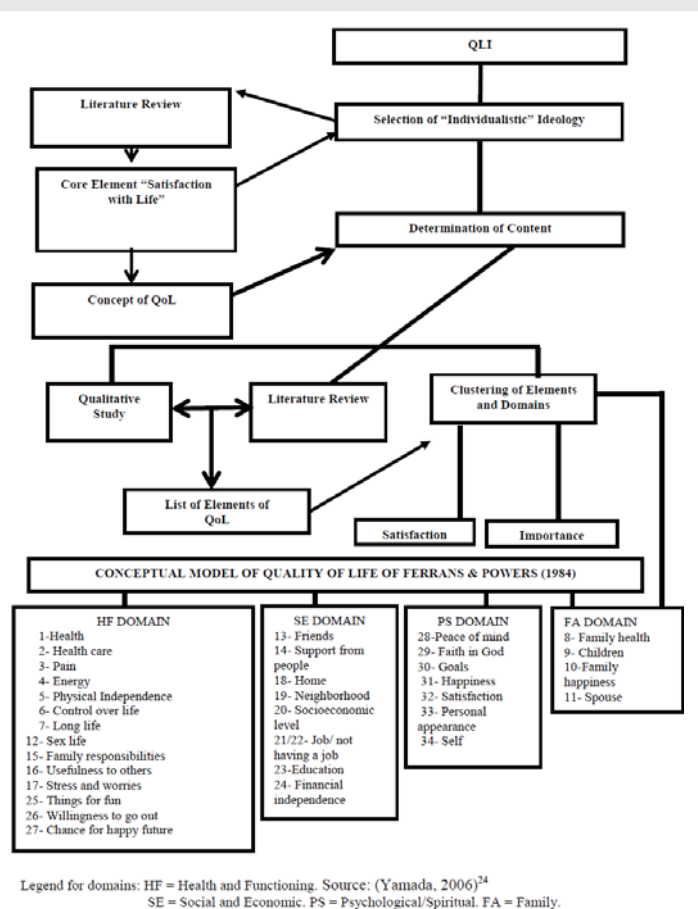 QLI
Literature Review
Selection of “Individualistic” Ideology
Core Element “Satisfaction
with Life”
Determination of Content
Concept of QoL
Qualitative
Study
Literature Review
Clustering of Elements
and Domains
List of Elements of
QoL
Satisfaction
Importance
CONCEPTUAL MODEL OF QUALITY OF LIFE OF FERRANS & POWERS (1984)
HF DOMAIN
1-Health
2- Health care
3- Pain
4- Energy
5- Physical Independence
6- Control over life
7- Long life
12- Sex life
15- Family responsibilities
16- Usefulness to others
17- Stress and worries
25- Things for fun
26- Willingness to go out
27- Chance for happy future
SE DOMAIN
13- Friends
14- Support from
people
18- Home
19- Neighborhood
20- Socioeconomic
level
21/22- Job/ not
having a job
23-Education
24- Financial
independence
PS DOMAIN
28-Peace of mind
29- Faith in God
30- Goals
31- Happiness
32- Satisfaction
33- Personal
appearance
34- Self
FA DOMAIN
8- Family health
9- Children
10-Family
happiness
11- Spouse
Legend for domains: HF = Health and Functioning. Source: (Yamada, 2006)24
SE = Social and Economic. PS = Psychological/Spiritual. FA = Family.